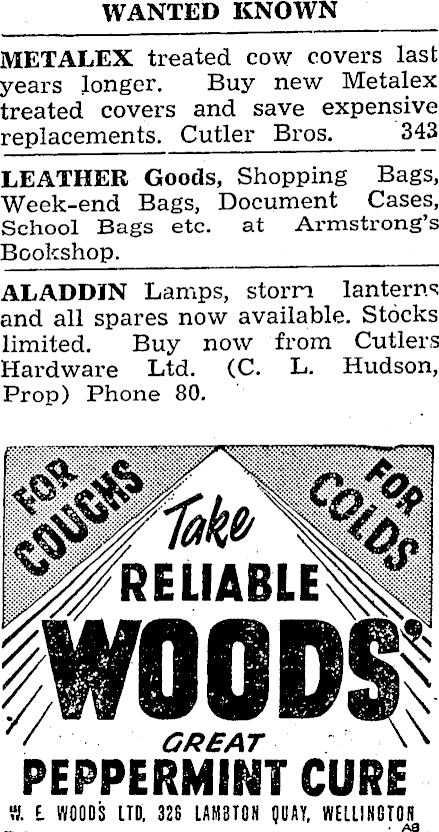 WANTED KNOWN
METALEX treated cow covers last
years longer. Buy new Metalex
treated covers and save expensive
replacements. Cutler Bros. 343
LEATHER Goods, Shopping Bags,
Week-end Bags, Document Cases,
School Bags etc. at Armstrong's
Bookshop.
ALADDIN Lamps, storm lanterns
and all spares now available. Stocks
limited. Buy now from Cutlers
Hardware Ltd. (C. L. Hudson,
Prop) Phone 80.
FOR
COUGHS
FOR
COLDS
Take
RELIABLE
WOODS'
GREAT
PEPPERMINT CURE
W. E. WOODS LTD, 326 LAMBTON QUAY, WELLINGTON
A8